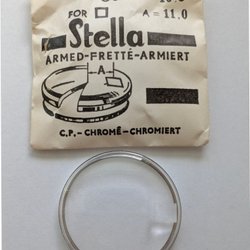 FOR A = 11.0
Stella
ARMED-FRETTÉ-ARMIERT
A
C.P.-CHROMÉ-CHROMIERT